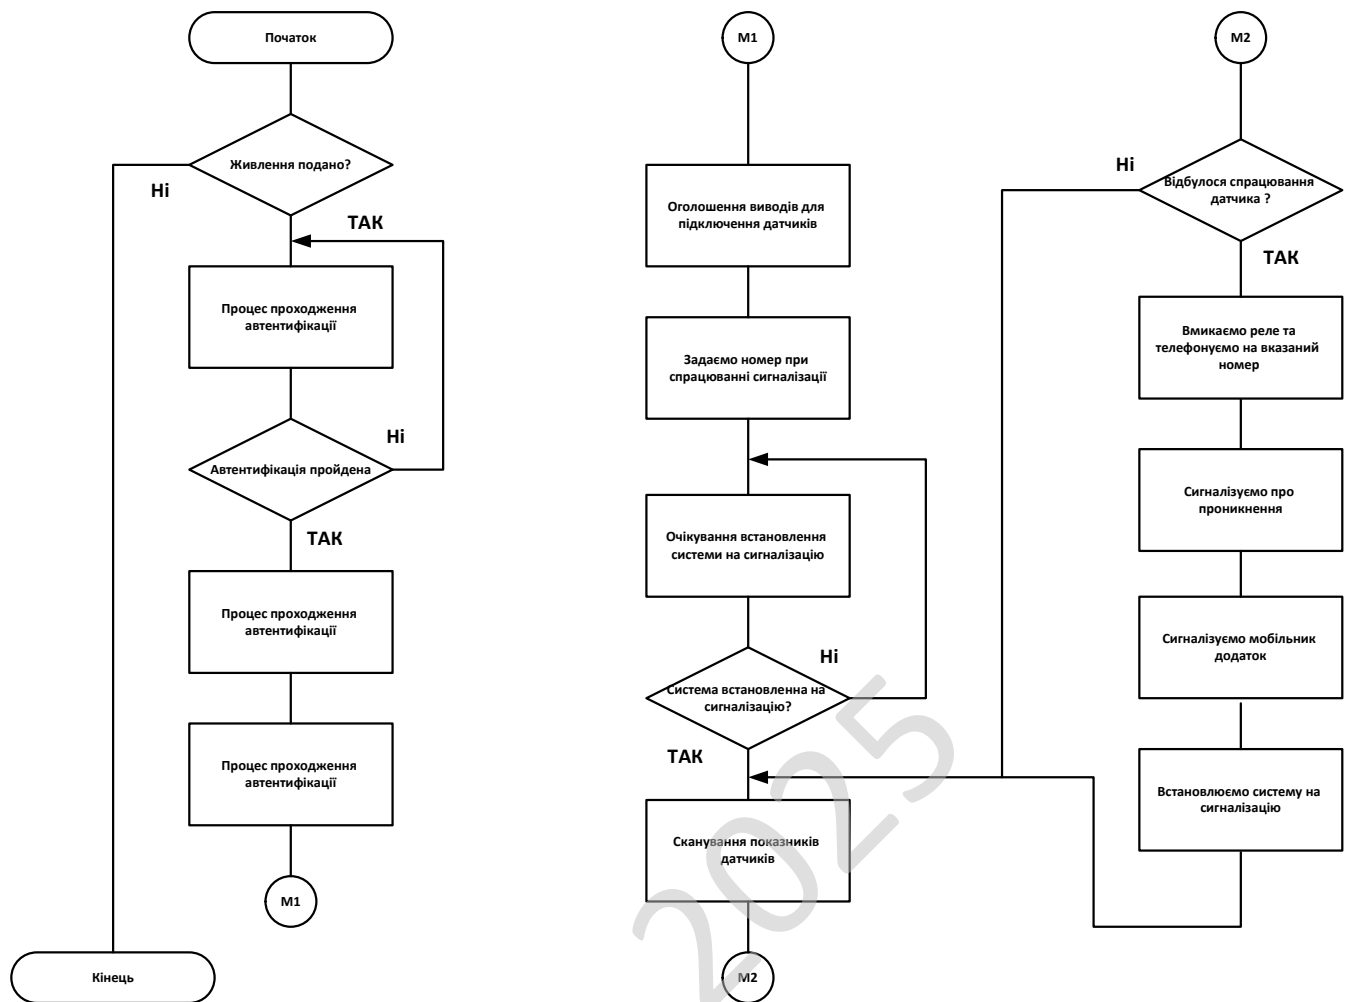 Початок
Живлення подано?
Ні
ТАК
Процес проходження
автентифікації
Ні
Автентифікація пройдена
ТАК
Процес проходження
автентифікації
Процес проходження
автентифікації
М1
Кінець
М1
Оголошення виводів для
підключення датчиків
Задаємо номер при
спрацюванні сигналізації
Очікування встановлення
системи на сигналізацію
Ні
Система встановленна на
сигналізацію?
ТАК
Сканування показників
датчиків
М2
М2
Ні
Відбулося спрацювання
датчика ?
ТАК
Вмикаємо реле та
телефонуємо на вказаний
номер
Сигналізуємо про
проникнення
Сигналізуємо мобільник
додаток
Встановлюємо систему на
сигналізацію
2025